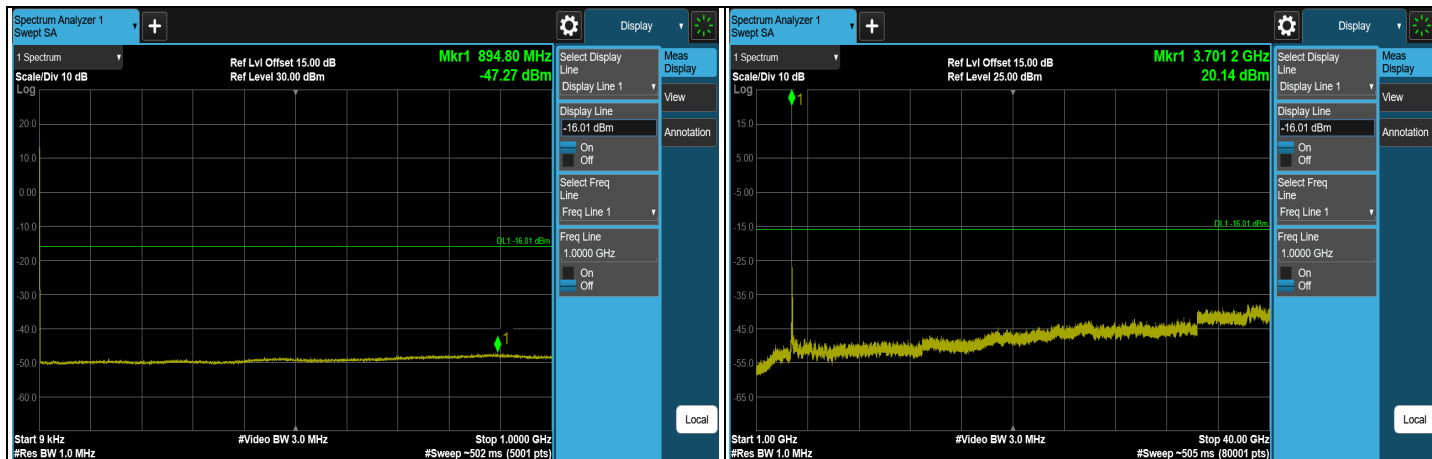 Spectrum Analyzer 1
Swept SA
+
Display
1 Spectrum
Scale/Div 10 dB
Log
Ref Lvl Offset 15.00 dB
Ref Level 30.00 dBm
Mkr1 894.80 MHz
-47.27 dBm
20.0
10.0
0.00
-10.0
-20.0
-30.0
-40.0
-50.0
-60.0
DL1 -16.01 dBm
1
Start 9 kHz
#Res BW 1.0 MHz
#Video BW 3.0 MHz
Stop 1.0000 GHz
#Sweep ~502 ms (5001 pts)
Select Display
Line
Display Line 1
Display Line
-16.01 dBm
On
Off
Select Freq
Line
Freq Line 1
Freq Line
1.0000 GHz
On
Off
Meas
Display
View
Annotation
Local
Spectrum Analyzer 1
Swept SA
+
Display
1 Spectrum
Scale/Div 10 dB
Log
Ref Lvl Offset 15.00 dB
Ref Level 25.00 dBm
Mkr1 3.701 2 GHz
20.14 dBm
1
15.0
5.00
-5.00
-15.0
-25.0
-35.0
-45.0
-55.0
-65.0
DL1 -16.01 dBm
Start 1.00 GHz
#Res BW 1.0 MHz
#Video BW 3.0 MHz
Stop 40.00 GHz
#Sweep ~505 ms (80001 pts)
Select Display
Line
Display Line 1
Display Line
-16.01 dBm
On
Off
Select Freq
Line
Freq Line 1
Freq Line
1.0000 GHz
On
Off
Meas
Display
View
Annotation
Local